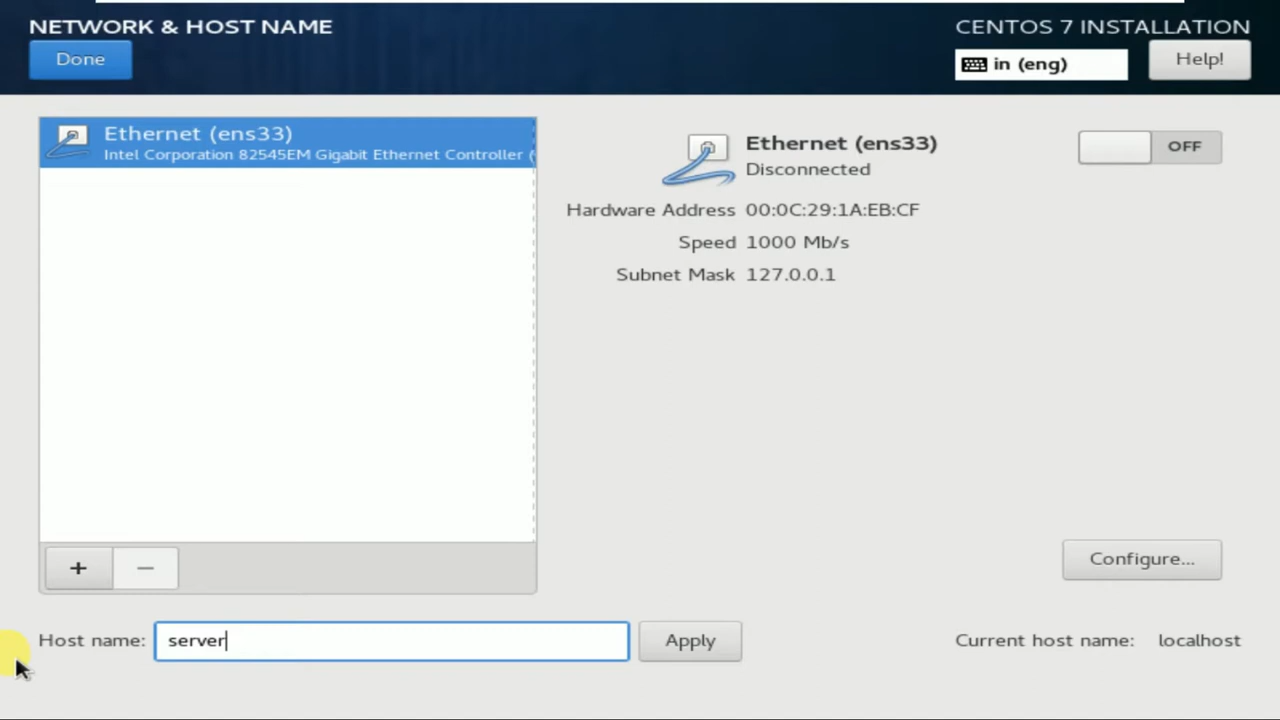 NETWORK & HOST NAME
CENTOS 7 INSTALLATION
Done
in (eng)
Help!
Ethernet (ens33)
Intel Corporation 82545EM Gigabit Ethernet Controller (
Ethernet (ens33)
Disconnected
OFF
Hardware Address 00:0C:29:1A:EB:CF
Speed 1000 Mb/s
Subnet Mask 127.0.0.1
+
−
Configure...
Host name: server
Apply
Current host name: localhost